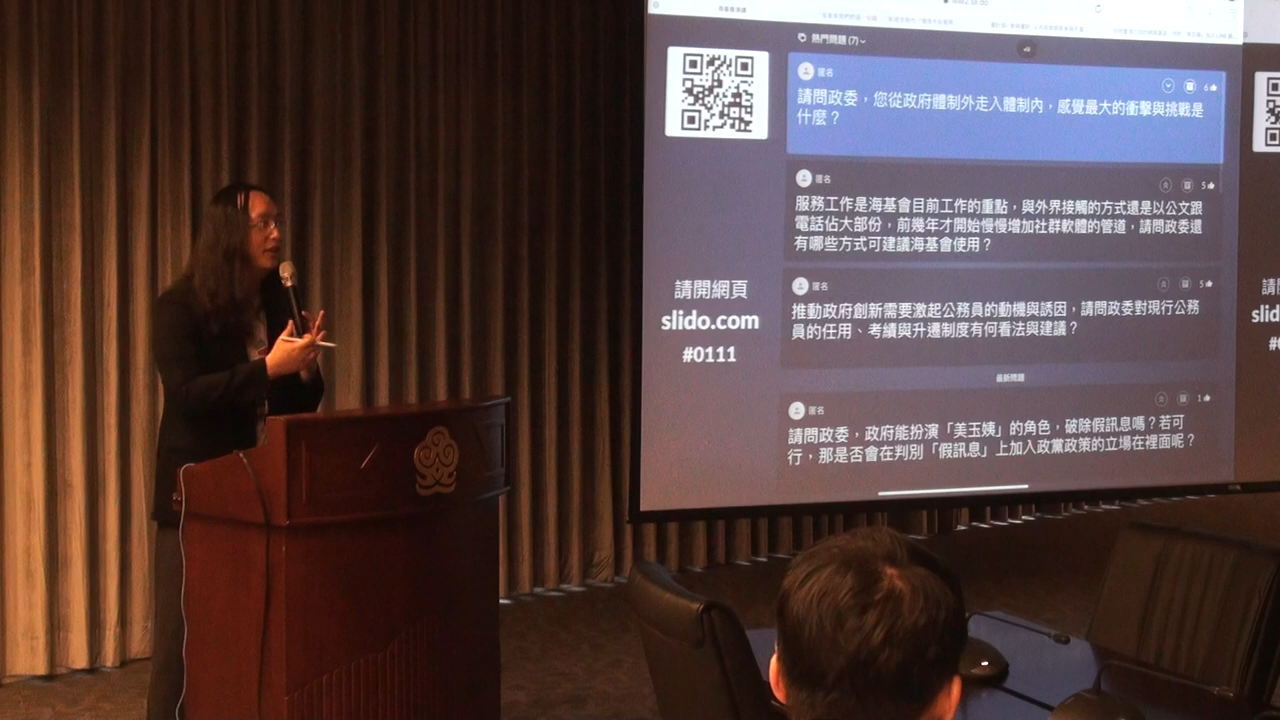 熱門問題 (7)
匿名
6
請問政委，您從政府體制外走入體制內，感覺最大的衝擊與挑戰是
什麼？
匿名
5
服務工作是海基會目前工作的重點，與外界接觸的方式還是以公文跟
電話佔大部份，前幾年才開始慢慢增加社群軟體的管道，請問政委還
有哪些方式可建議海基會使用？
匿名
5
推動政府創新需要激起公務員的動機與誘因，請問政委對現行公務
員的任用、考績與升遷制度有何看法與建議？
最新問題
匿名
1
請問政委，政府能扮演「美玉姨」的角色，破除假訊息嗎？若可
行，那是否會在判別「假訊息」上加入政黨政策的立場在裡面呢？
請開網頁
slido.com
#0111
請
slid